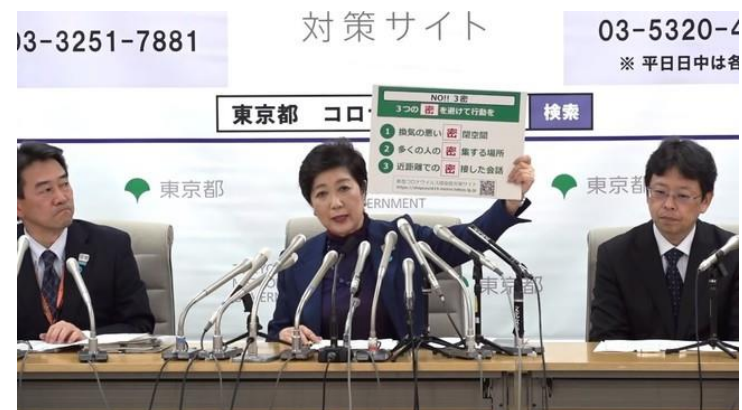 対策サイト
03-3251-7881
03-5320-4
※ 平日日中は各
東京都 コロ
検索
NO!! 3密
3つの 密 を避けて行動を
1 換気の悪い 密 閉空間
2 多くの人の 密 集する場所
3 近距離での 密 接した会話
東京都
ERNMENT
東京都
東京都